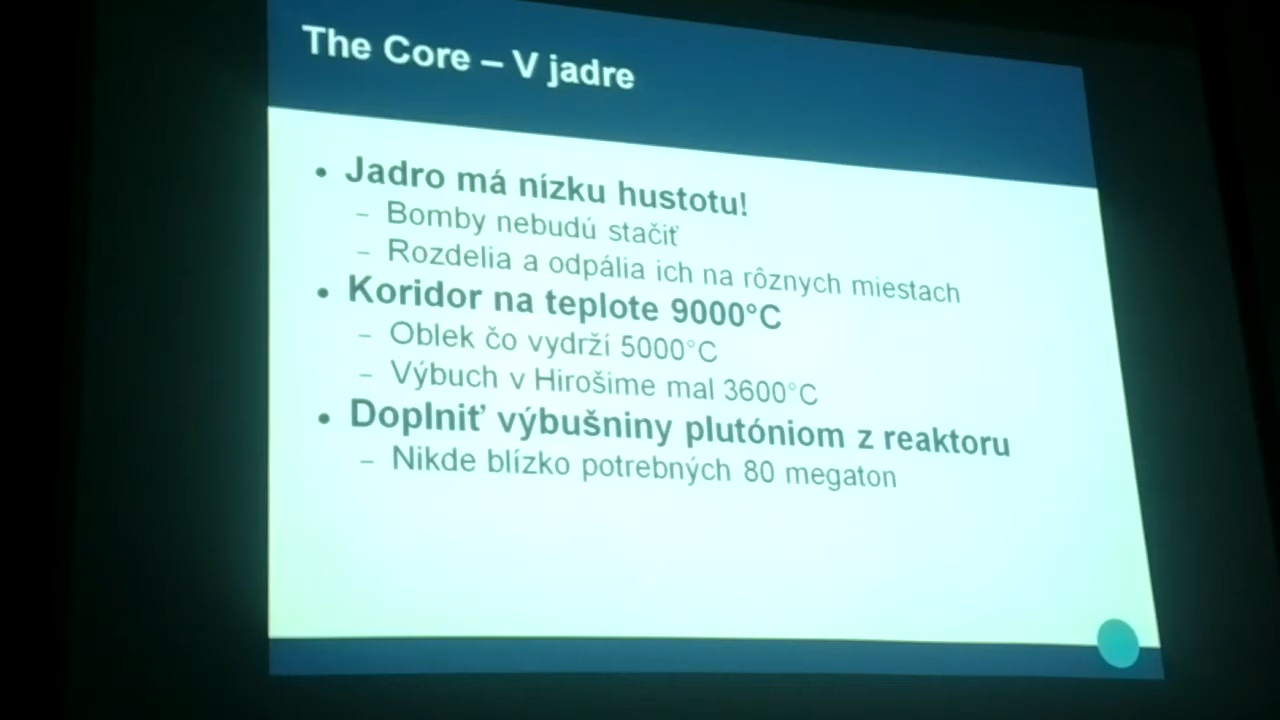 The Core – V jadre
• Jadro má nízku hustotu!
– Bomby nebudú stačiť
– Rozdelia a odpália ich na rôznych miestach
• Koridor na teplote 9000°C
– Oblek čo vydrží 5000°C
– Výbuch v Hirošime mal 3600°C
• Doplniť výbušniny plutóniom z reaktoru
– Nikde blízko potrebných 80 megaton